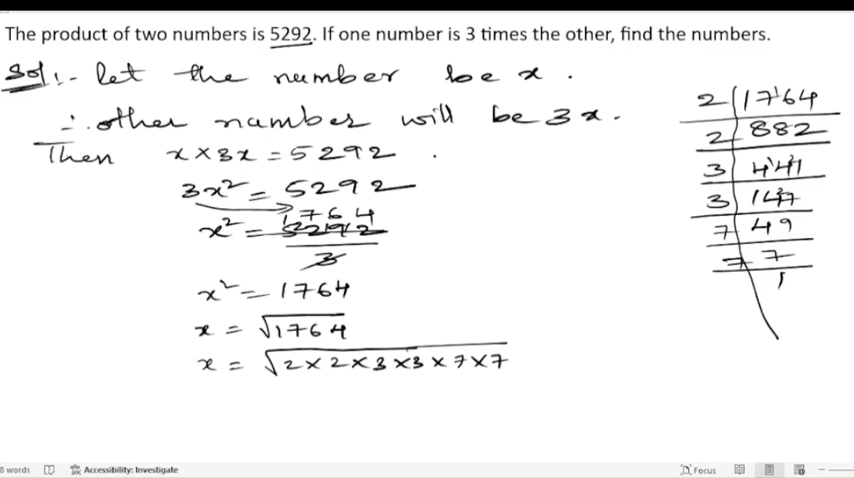 The product of two numbers is 5292. If one number is 3 times the other, find the numbers.
Sol:- let the number be x.
∴ other number will be 3x.
Then x×3x=5292.
3x²=5292
1764
x²=5292
3
x²=1764
x=√1764
x=√2×2×3×3×7×7
2|1764
2|882
3|441
3|147
7|49
7|7
1
8 words
Accessibility: Investigate
Focus